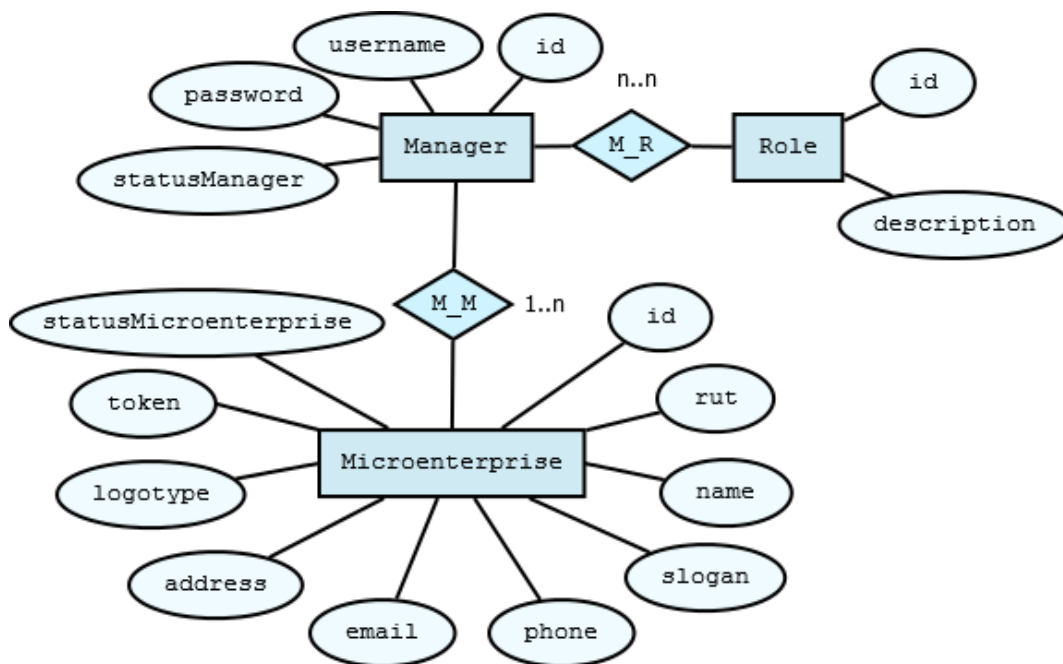 username
id
n..n
id
password
Manager
M_R
Role
statusManager
description
M_M
1..n
id
statusMicroenterprise
token
rut
Microenterprise
logotype
name
address
slogan
email
phone